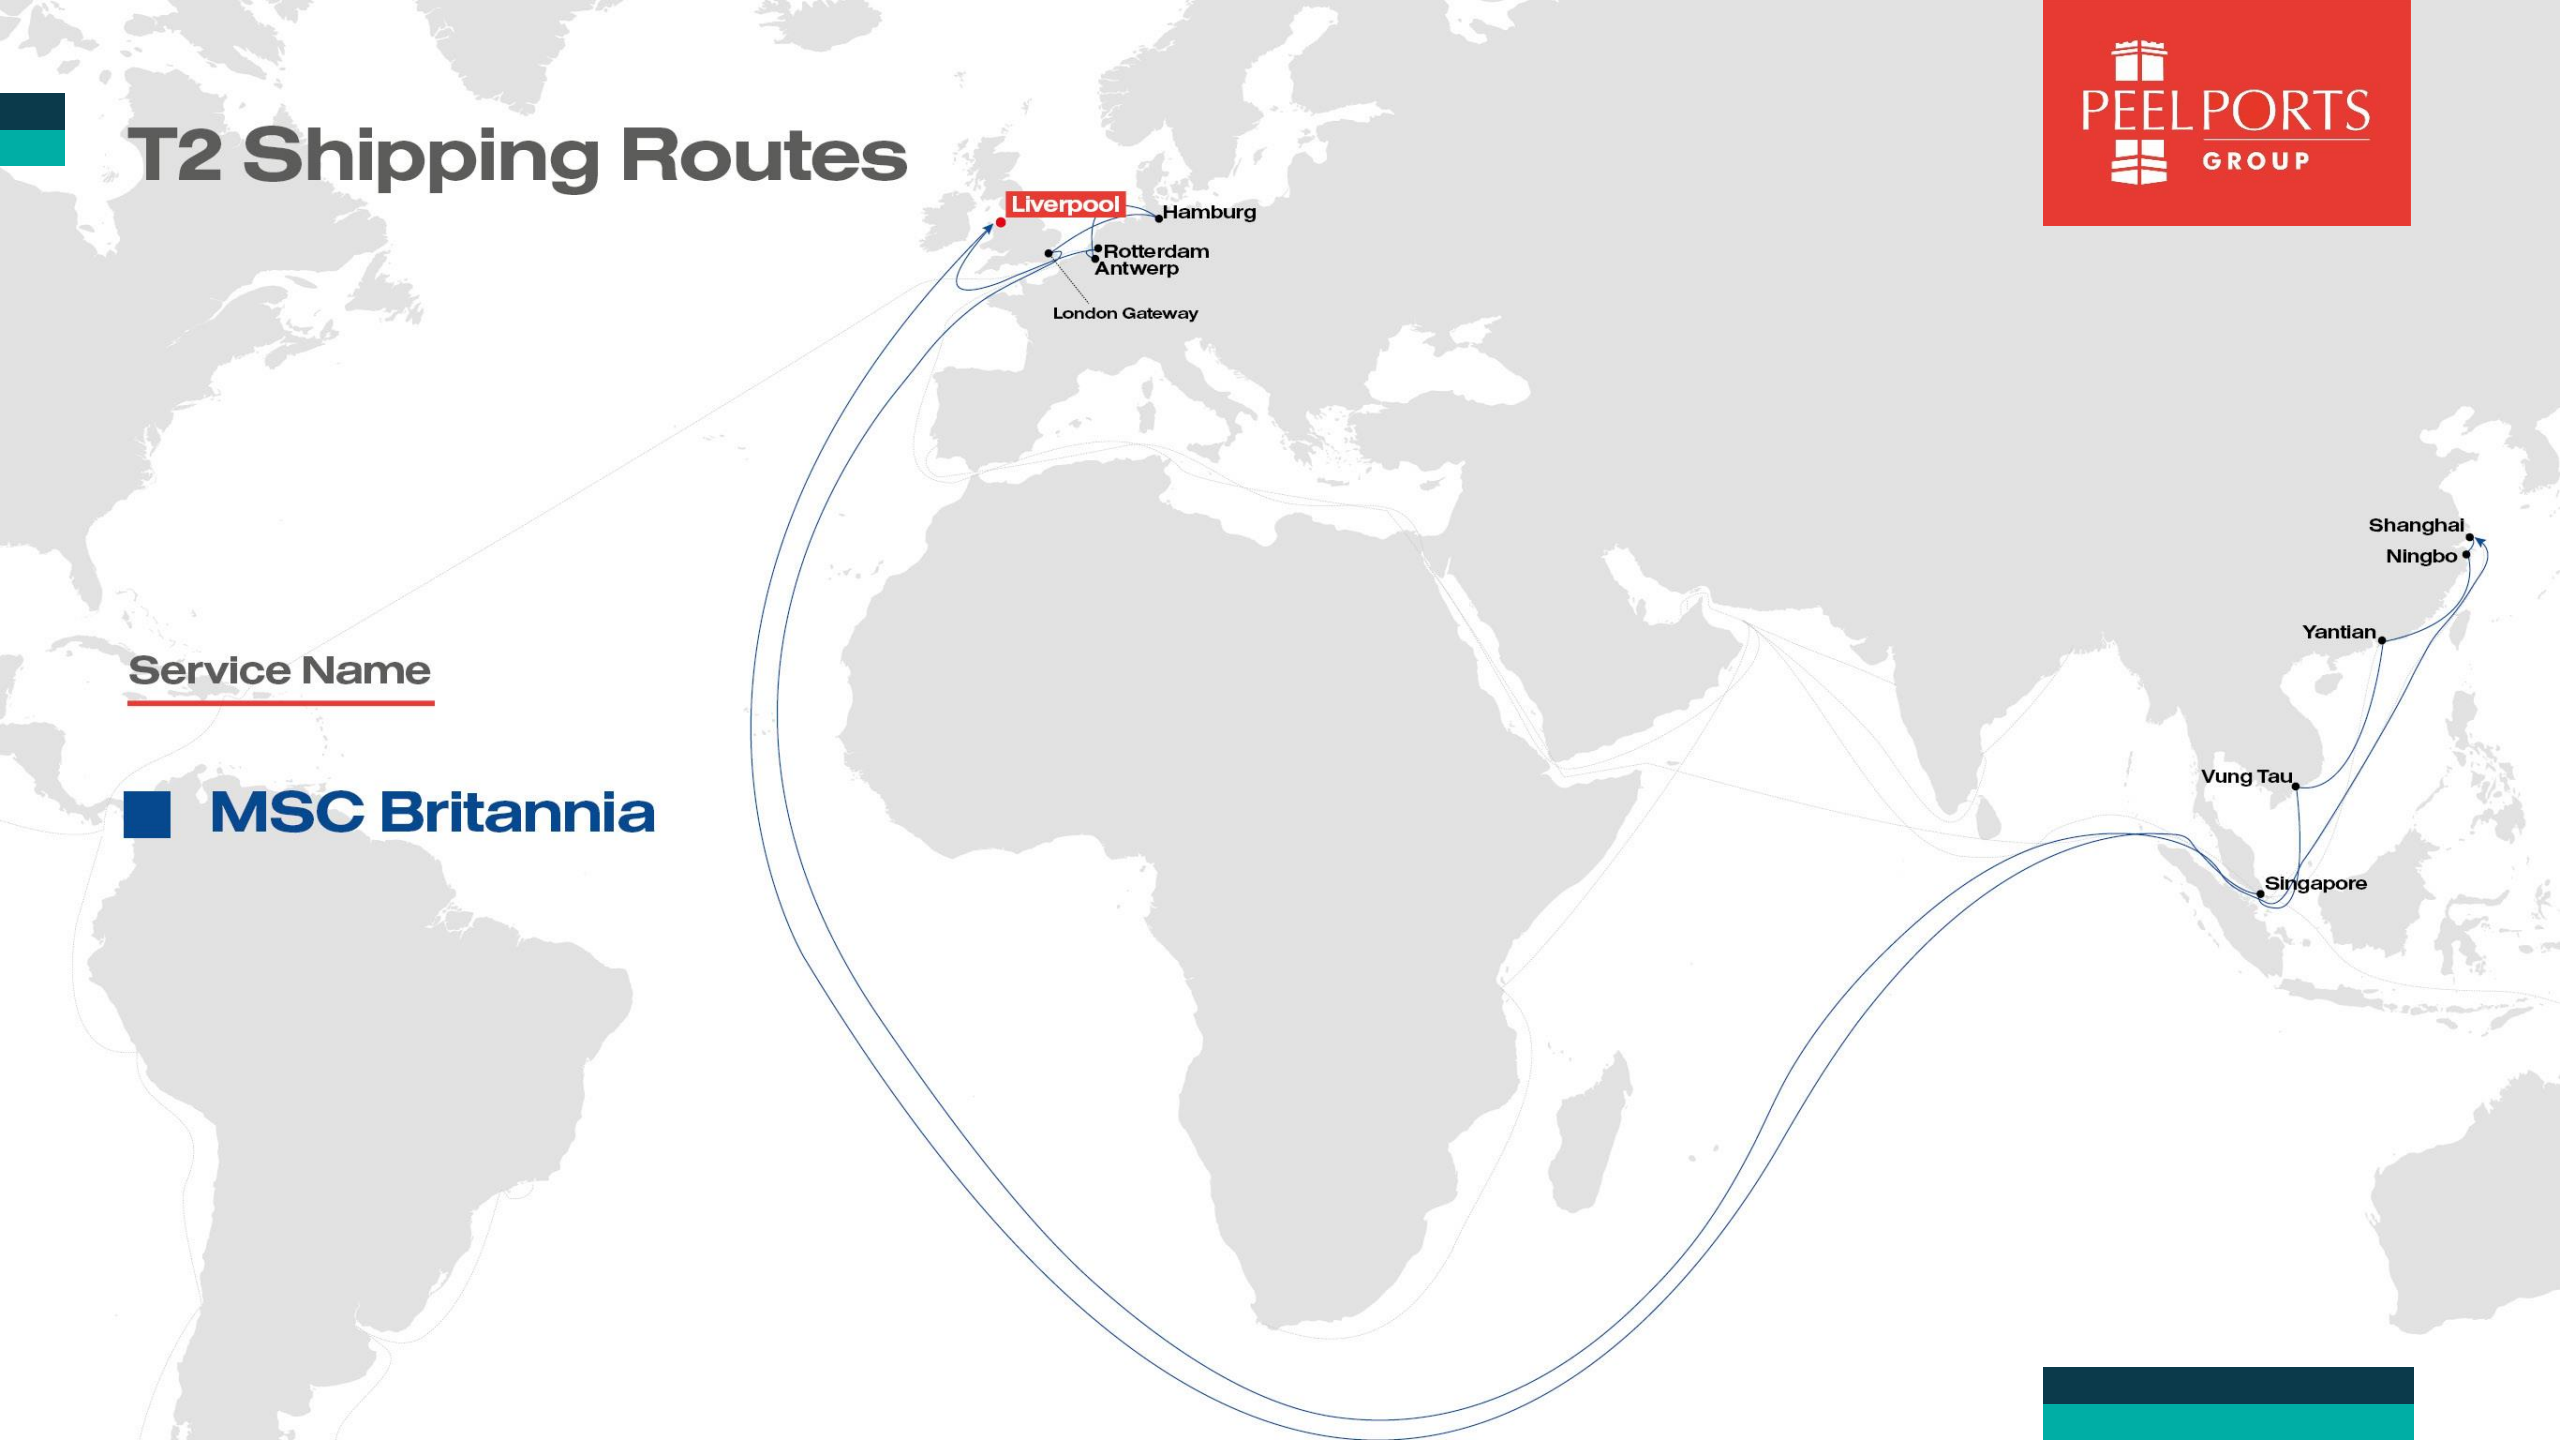 T2 Shipping Routes
PEEL PORTS
GROUP
Liverpool
Hamburg
Rotterdam
Antwerp
London Gateway
Shanghai
Ningbo
Yantian
Service Name
Vung Tau
MSC Britannia
Singapore